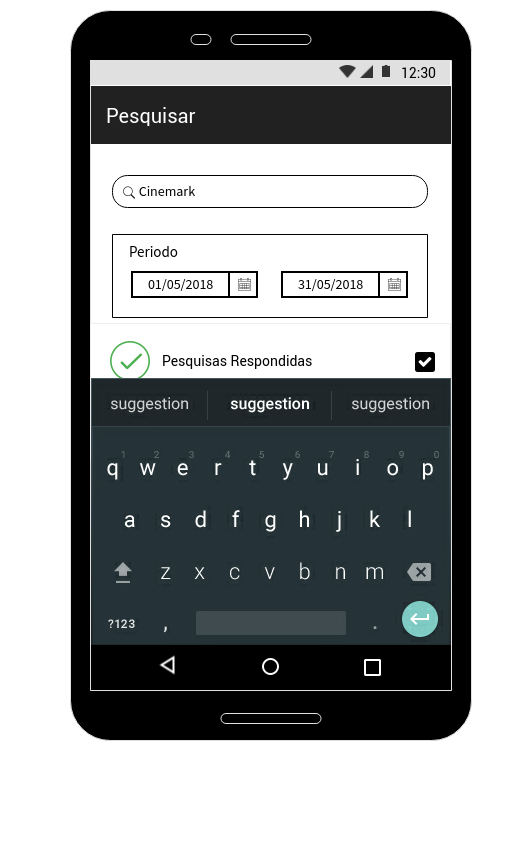 12:30
Pesquisar
Cinemark
Periodo
01/05/2018 31/05/2018
Pesquisas Respondidas
suggestion suggestion suggestion
1 2 3 4 5 6 7 8 9 0
q w e r t y u i o p
a s d f g h j k l
z x c v b n m
?123 , .